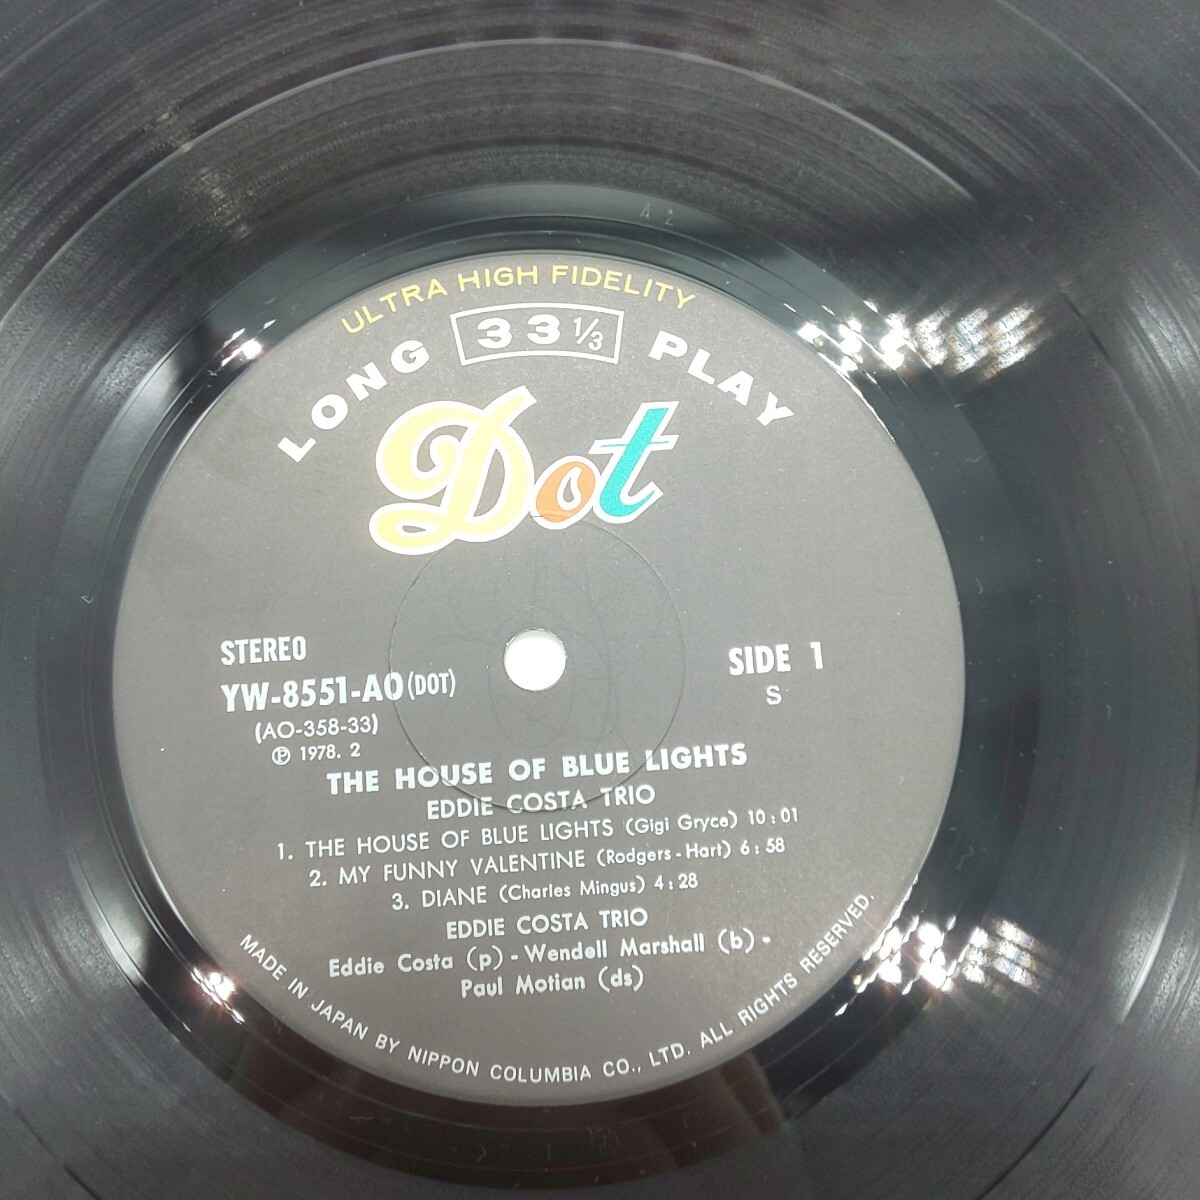 A2
ULTRA HIGH FIDELITY
LONG 33 1/3 PLAY
Dot
STEREO
YW-8551-AO (DOT)
(AO-358-33)
Ⓟ 1978. 2
SIDE 1
S
THE HOUSE OF BLUE LIGHTS
EDDIE COSTA TRIO
1. THE HOUSE OF BLUE LIGHTS (Gigi Gryce) 10:01
2. MY FUNNY VALENTINE (Rodgers-Hart) 6:58
3. DIANE (Charles Mingus) 4:28
EDDIE COSTA TRIO
Eddie Costa (p) - Wendell Marshall (b) -
Paul Motian (ds)
MADE IN JAPAN BY NIPPON COLUMBIA CO., LTD. ALL RIGHTS RESERVED.